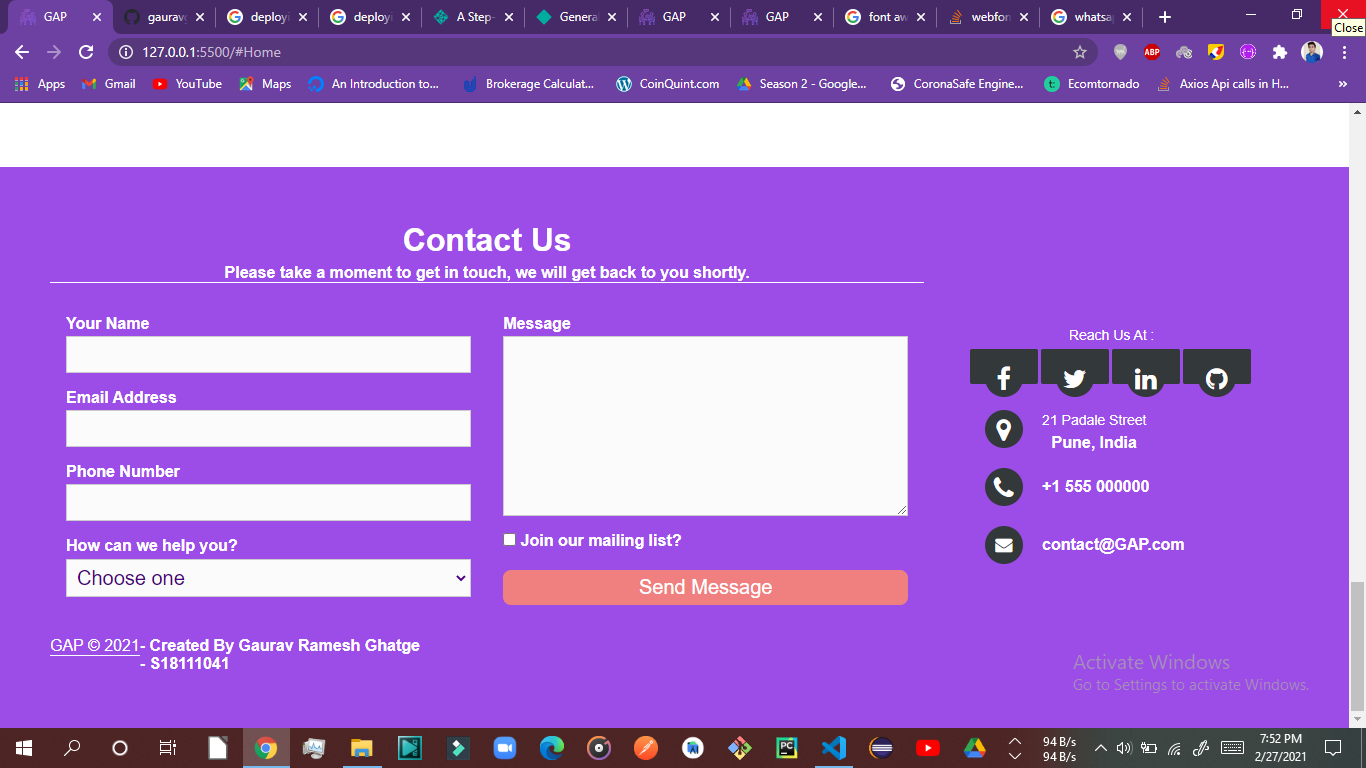 GAP
gaurav
deployi
deployi
A Step-
Genera
GAP
GAP
font aw
webfon
whatsa
Close
127.0.0.1:5500/#Home
ABP
Apps
Gmail
YouTube
Maps
An Introduction to...
Brokerage Calculat...
CoinQuint.com
Season 2 - Google...
CoronaSafe Engine...
Ecomtornado
Axios Api calls in H...
»
Contact Us
Please take a moment to get in touch, we will get back to you shortly.
Your Name
Email Address
Phone Number
How can we help you?
Choose one
Message
Join our mailing list?
Send Message
Reach Us At :
21 Padale Street
Pune, India
+1 555 000000
contact@GAP.com
GAP © 2021- Created By Gaurav Ramesh Ghatge
- S18111041
Activate Windows
Go to Settings to activate Windows.
PC
94 B/s
94 B/s
7:52 PM
2/27/2021